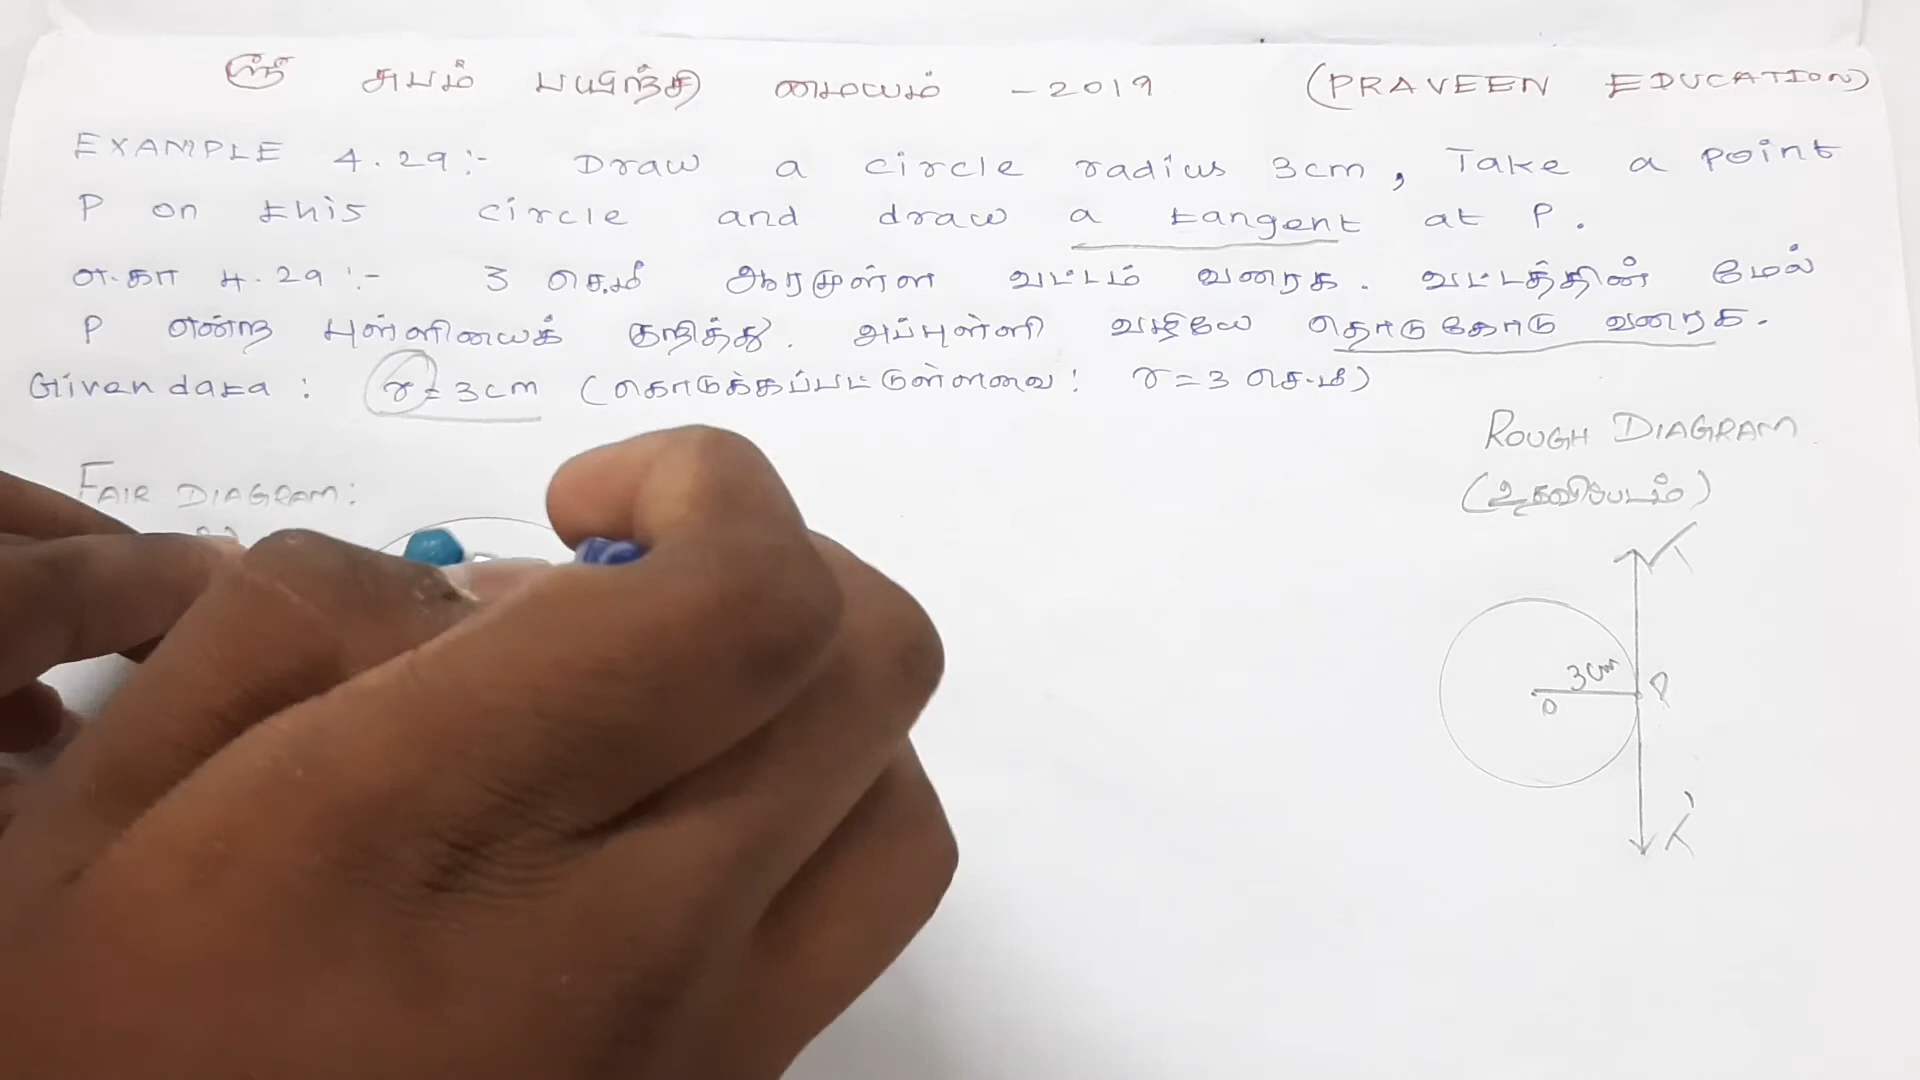 ஸ்ரீ சுபம் பயிற்சி மையம் - 2019 (PRAVEEN EDUCATION)
EXAMPLE 4.29:- Draw a circle radius 3cm, Take a point
P on this circle and draw a tangent at P.
எ.கா 4.29:- 3 செ.மீ ஆரமுள்ள வட்டம் வரைக. வட்டத்தின் மேல்
P என்ற புள்ளியைக் குறித்து. அப்புள்ளி வழியே தொடுகோடு வரைக.
Given data: r = 3cm (கொடுக்கப்பட்டுள்ளவை: r = 3 செ.மீ)
ROUGH DIAGRAM
(உதவிப்படம்)
FAIR DIAGRAM:
T
3cm
O
P
T'